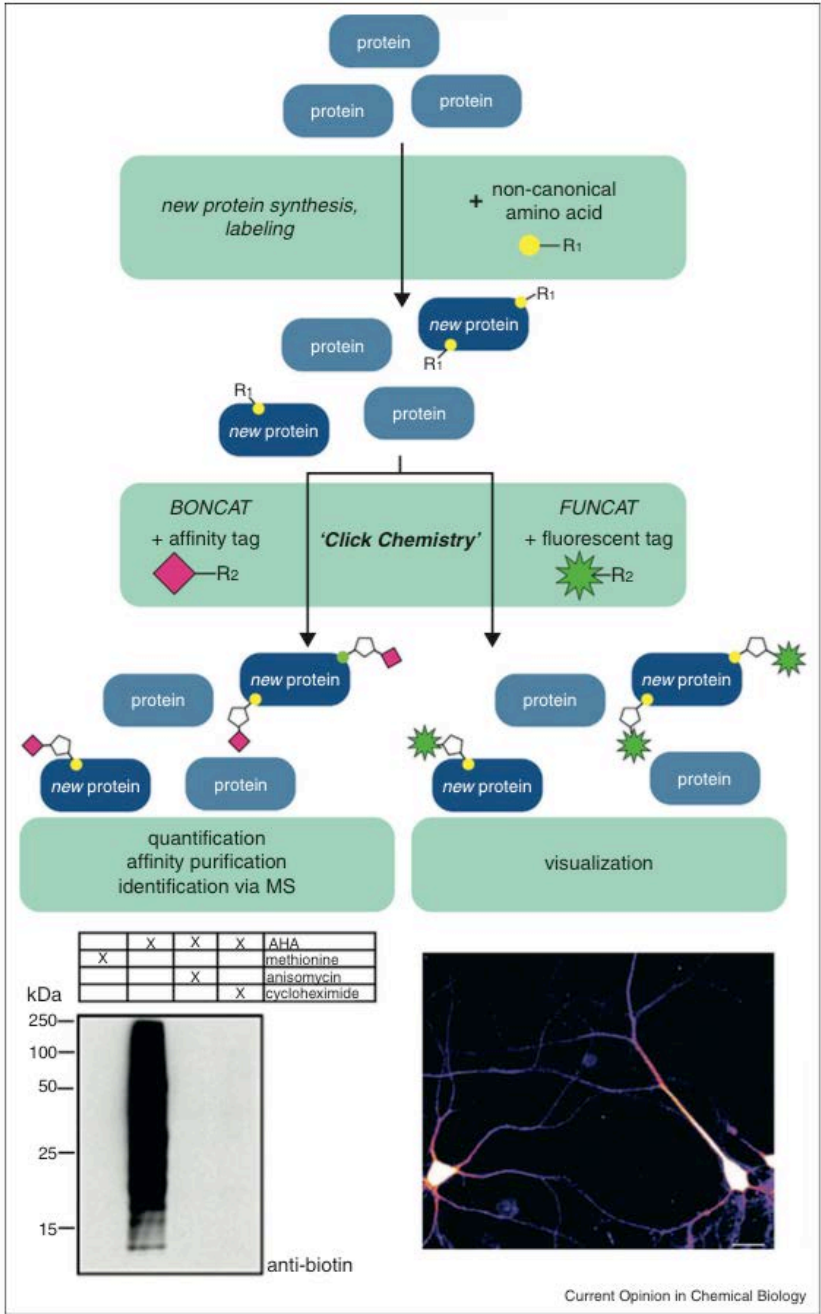 protein
protein
protein
new protein synthesis,
labeling
+ non-canonical
amino acid
R1
R1
new protein
R1
protein
R1
new protein
protein
BONCAT
+ affinity tag
R2
'Click Chemistry'
FUNCAT
+ fluorescent tag
R2
new protein
protein
new protein
protein
new protein
protein
new protein
protein
quantification
affinity purification
identification via MS
visualization
X X X AHA
X methionine
X anisomycin
X cycloheximide
kDa
250
100
50
25
15
anti-biotin
Current Opinion in Chemical Biology